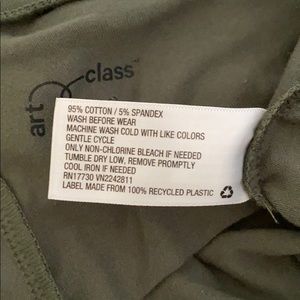 art class
95% COTTON / 5% SPANDEX
WASH BEFORE WEAR
MACHINE WASH COLD WITH LIKE COLORS
GENTLE CYCLE
ONLY NON-CHLORINE BLEACH IF NEEDED
TUMBLE DRY LOW, REMOVE PROMPTLY
COOL IRON IF NEEDED
RN17730 VN2242811
LABEL MADE FROM 100% RECYCLED PLASTIC